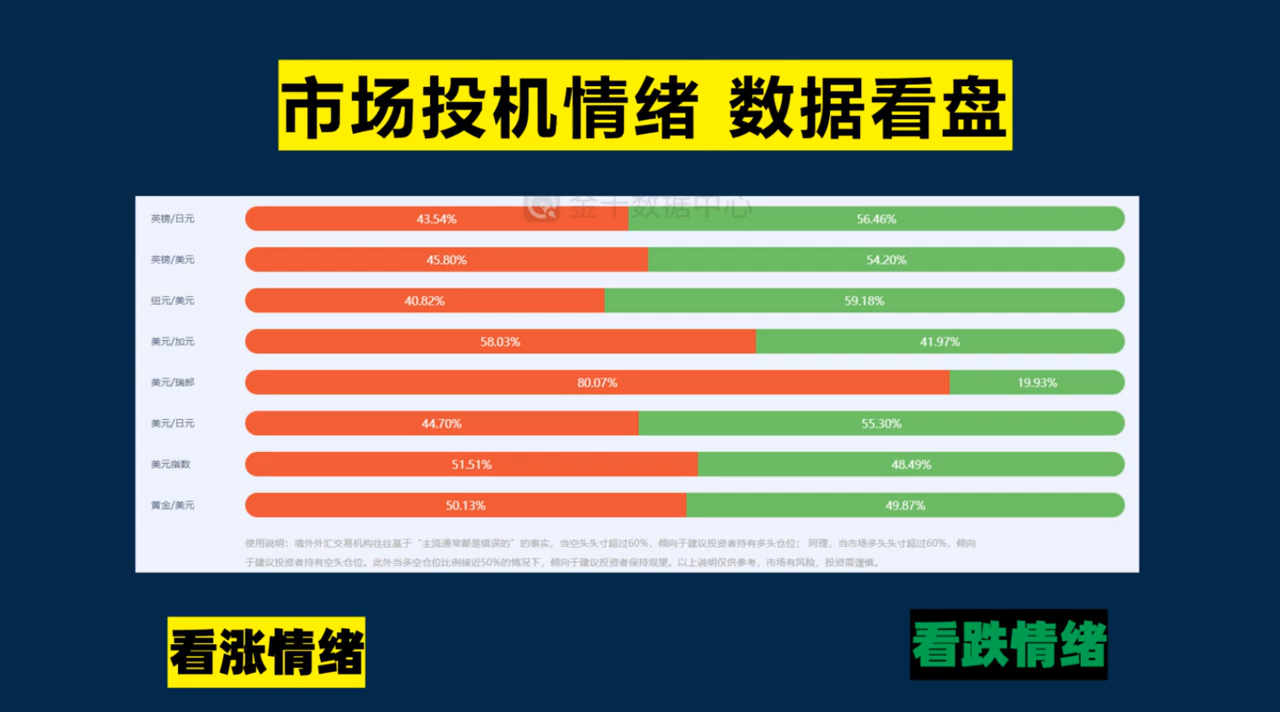 市场投机情绪 数据看盘
金十数据中心
英镑/日元 43.54% 56.46%
英镑/美元 45.80% 54.20%
纽元/美元 40.82% 59.18%
美元/加元 58.03% 41.97%
美元/瑞郎 80.07% 19.93%
美元/日元 44.70% 55.30%
美元指数 51.51% 48.49%
黄金/美元 50.13% 49.87%
使用说明：境外外汇交易机构往往基于“主流通常都是错误的”的事实，当空头头寸超过60%，倾向于建议投资者持有多头仓位； 同理，当市场多头头寸超过60%，倾向
于建议投资者持有空头仓位。此外当多空仓位比例接近50%的情况下，倾向于建议投资者保持观望。以上说明仅供参考，市场有风险，投资需谨慎。
看涨情绪 看跌情绪